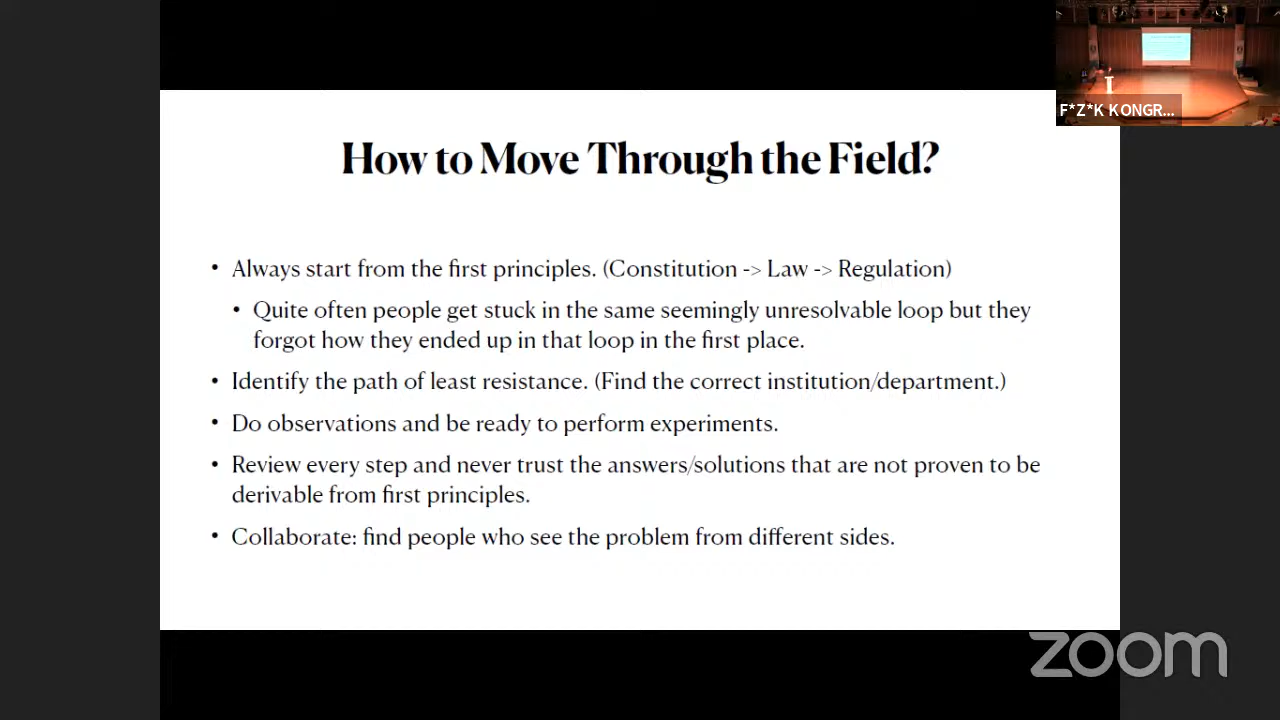 F*Z*K KONGR...
How to Move Through the Field?
• Always start from the first principles. (Constitution -> Law -> Regulation)
• Quite often people get stuck in the same seemingly unresolvable loop but they
forgot how they ended up in that loop in the first place.
• Identify the path of least resistance. (Find the correct institution/department.)
• Do observations and be ready to perform experiments.
• Review every step and never trust the answers/solutions that are not proven to be
derivable from first principles.
• Collaborate: find people who see the problem from different sides.
zoom